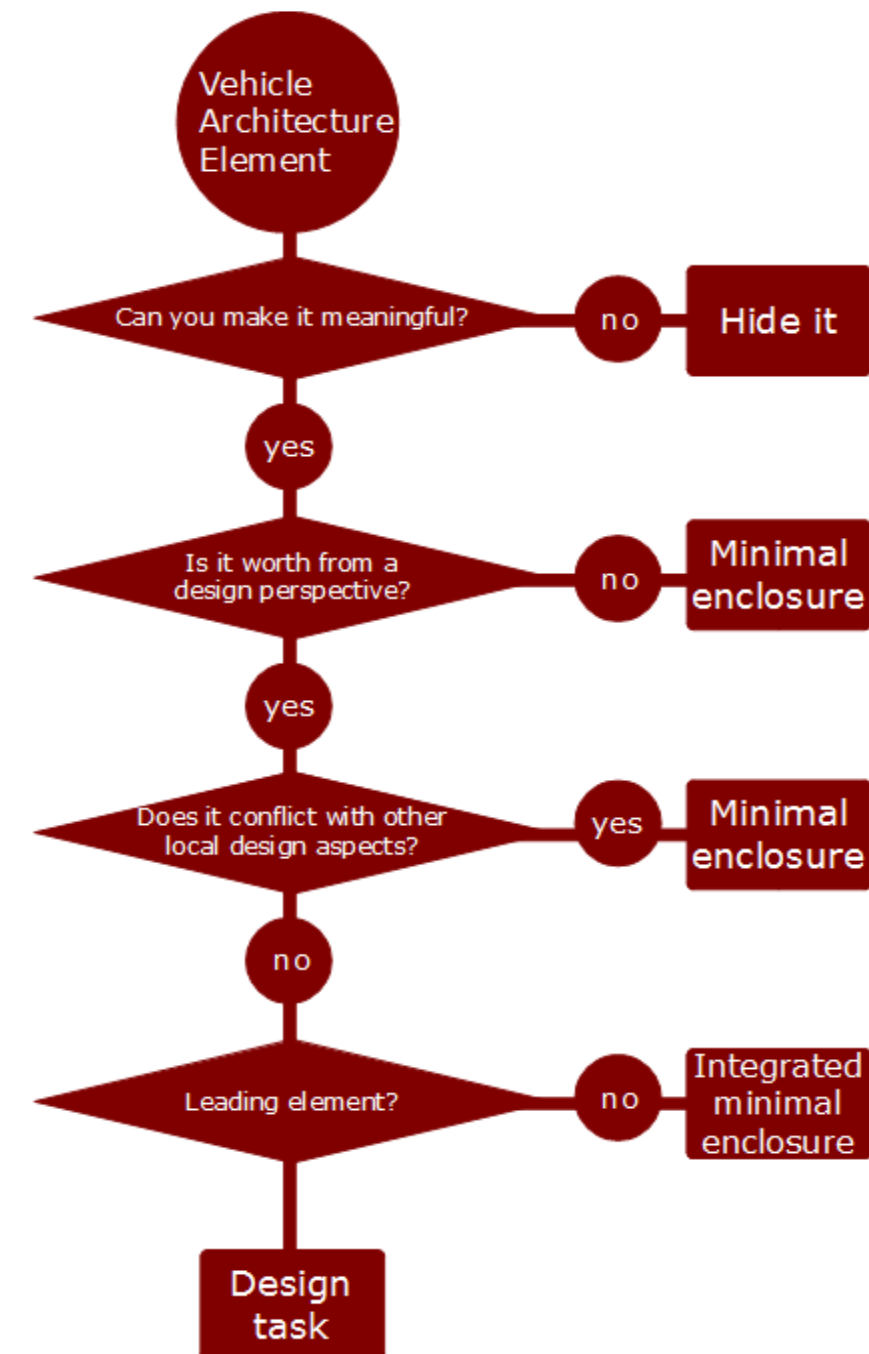 Vehicle
Architecture
Element
Can you make it meaningful?
no
Hide it
yes
Is it worth from a
design perspective?
no
Minimal
enclosure
yes
Does it conflict with other
local design aspects?
yes
Minimal
enclosure
no
Leading element?
no
Integrated
minimal
enclosure
Design
task